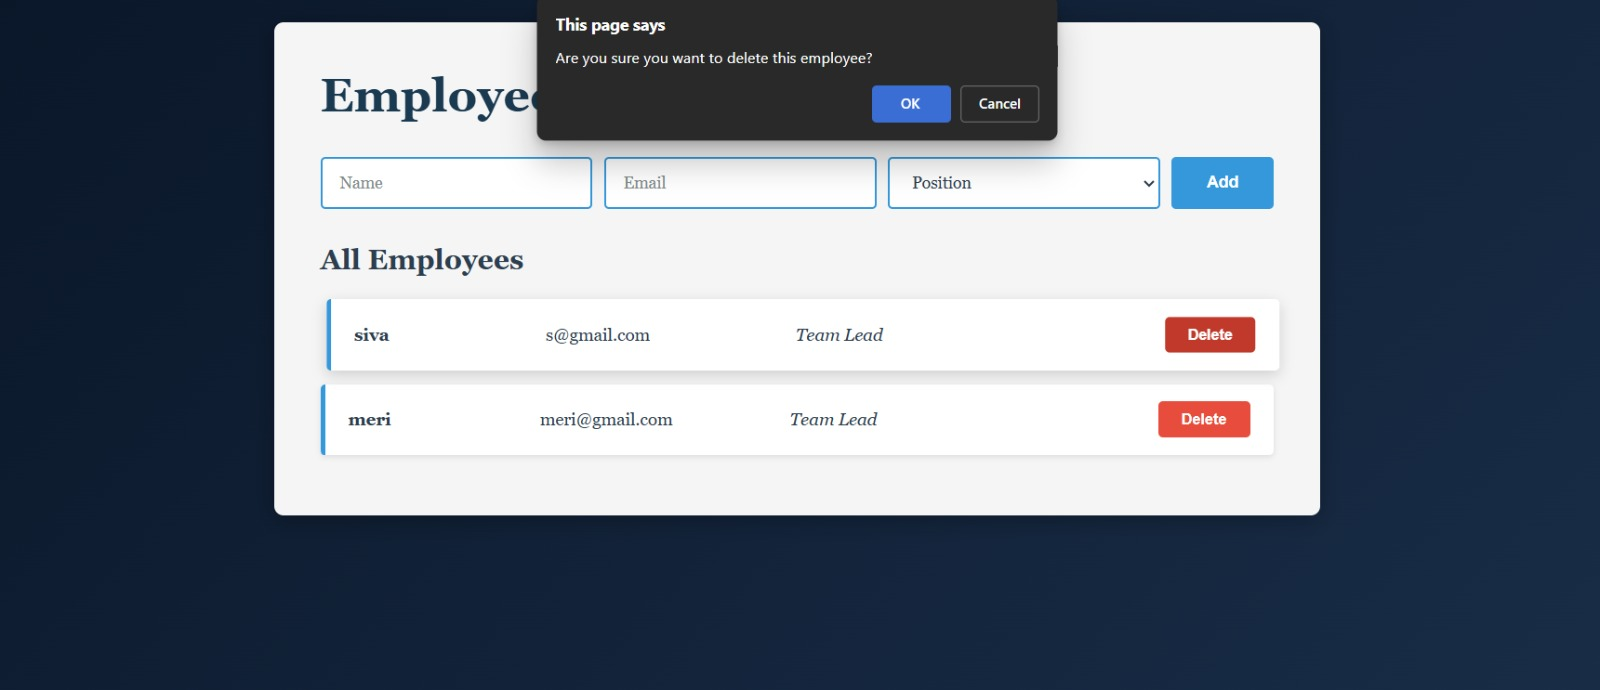 This page says
Are you sure you want to delete this employee?
OK Cancel
Name Email Position Add
All Employees
siva s@gmail.com Team Lead Delete
meri meri@gmail.com Team Lead Delete